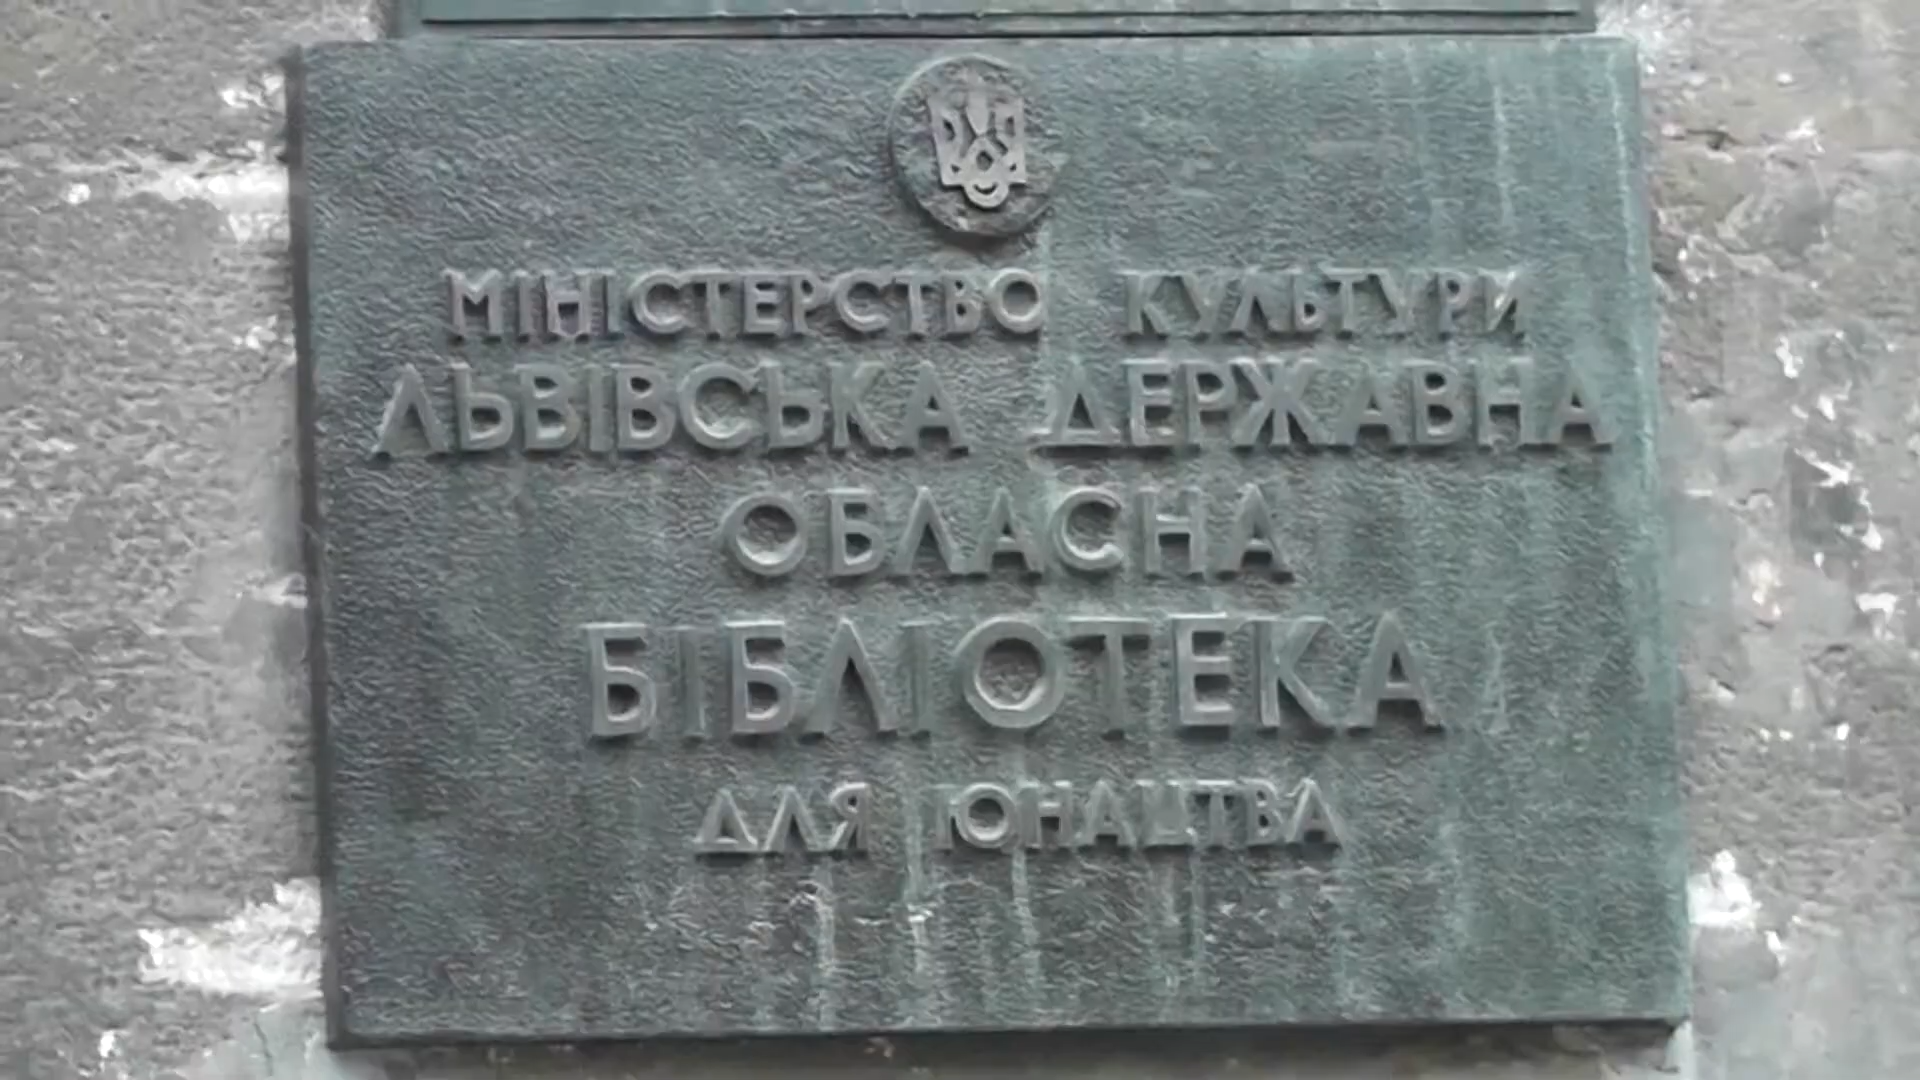 МІНІСТЕРСТВО КУЛЬТУРИ
ЛЬВІВСЬКА ДЕРЖАВНА
ОБЛАСНА
БІБЛІОТЕКА
ДЛЯ ЮНАЦТВА